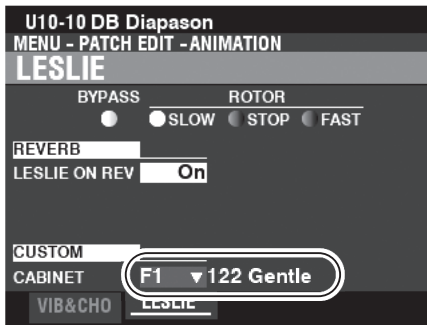 U10-10 DB Diapason
MENU - PATCH EDIT - ANIMATION
LESLIE
BYPASS ROTOR
SLOW STOP FAST
REVERB
LESLIE ON REV On
CUSTOM
CABINET F1 ▼ 122 Gentle
VIB&CHO LESLIE